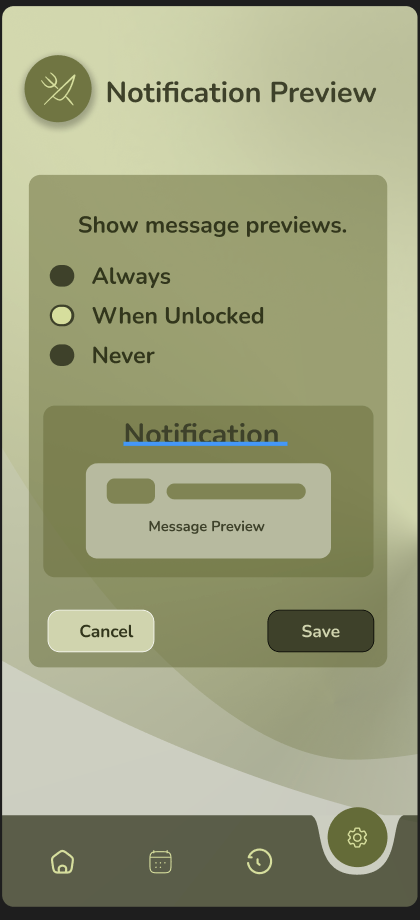 Notification Preview
Show message previews.
Always
When Unlocked
Never
Notification
Message Preview
Cancel
Save